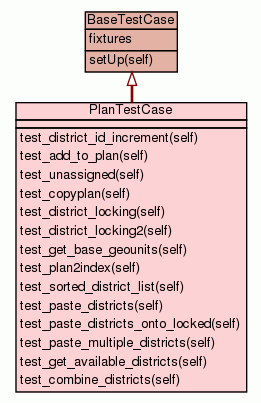 BaseTestCase
fixtures
setUp(self)
PlanTestCase
test_district_id_increment(self)
test_add_to_plan(self)
test_unassigned(self)
test_copyplan(self)
test_district_locking(self)
test_district_locking2(self)
test_get_base_geounits(self)
test_plan2index(self)
test_sorted_district_list(self)
test_paste_districts(self)
test_paste_districts_onto_locked(self)
test_paste_multiple_districts(self)
test_get_available_districts(self)
test_combine_districts(self)